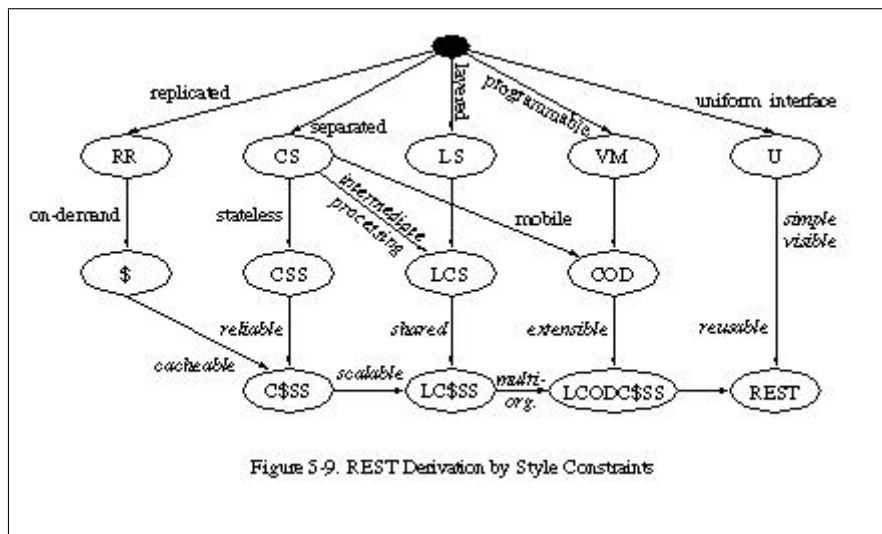 replicated
separated
layered
programmable
uniform interface
RR
CS
LS
VM
U
on-demand
stateless
intermediate
processing
mobile
simple
visible
$
CSS
LCS
COD
reliable
shared
extensible
reusable
cacheable
scalable
multi-
org.
C$SS
LC$SS
LCODC$SS
REST
Figure 5-9. REST Derivation by Style Constraints